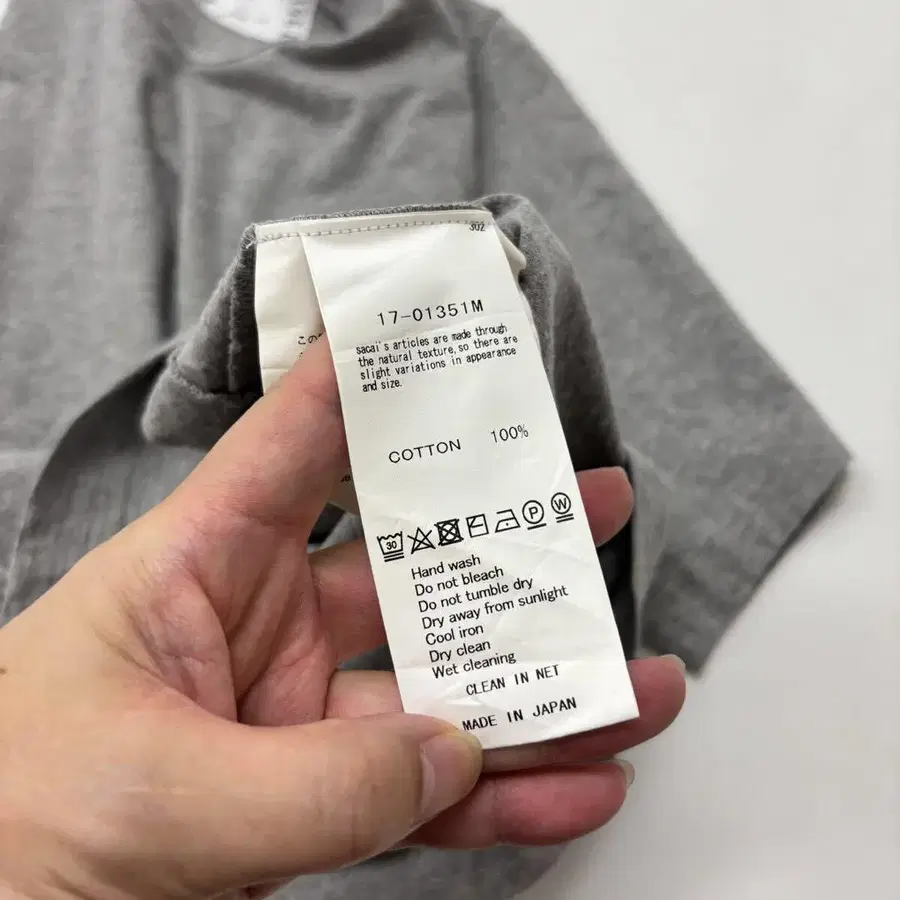 302
17-01351M
sacai's articles are made through
the natural texture, so there are
slight variations in appearance
and size.
COTTON 100%
30
P
W
Hand wash
Do not bleach
Do not tumble dry
Dry away from sunlight
Cool iron
Dry clean
Wet cleaning
CLEAN IN NET
MADE IN JAPAN